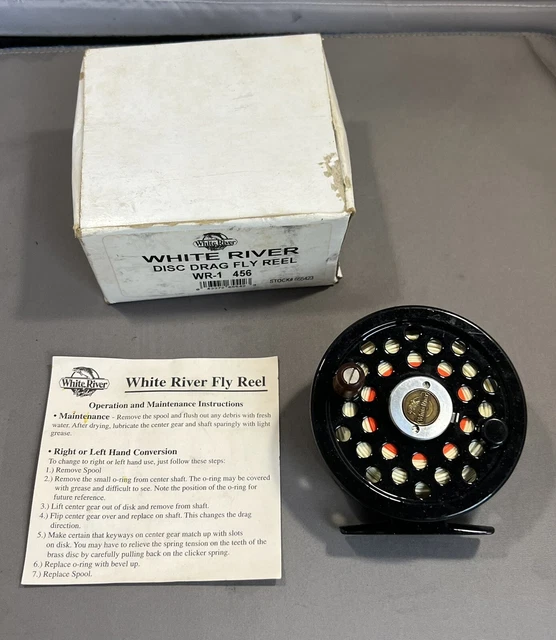 White River
WHITE RIVER
DISC DRAG FLY REEL
WR-1 456
STOCK#
White River
White River Fly Reel
Operation and Maintenance Instructions
• Maintenance - Remove the spool and flush out any debris with fresh
water. After drying, lubricate the center gear and shaft sparingly with light
grease.
• Right or Left Hand Conversion
To change to right or left hand use, just follow these steps:
1.) Remove Spool
2.) Remove the small o-ring from center shaft. The o-ring may be covered
with grease and difficult to see. Note the position of the o-ring for
future reference.
3.) Lift center gear out of disk and remove from shaft.
4.) Flip center gear over and replace on shaft. This changes the drag
direction.
5.) Make certain that keyways on center gear match up with slots
on disk. You may have to relieve the spring tension on the teeth of the
brass disc by carefully pulling back on the clicker spring.
6.) Replace o-ring with bevel up.
7.) Replace Spool.